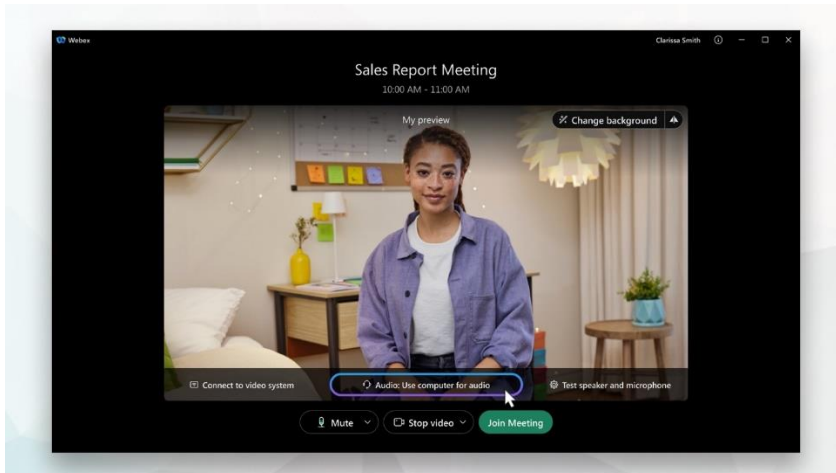 Webex
Clarissa Smith
Sales Report Meeting
10:00 AM - 11:00 AM
My preview
Change background
Connect to video system
Audio: Use computer for audio
Test speaker and microphone
Mute
Stop video
Join Meeting